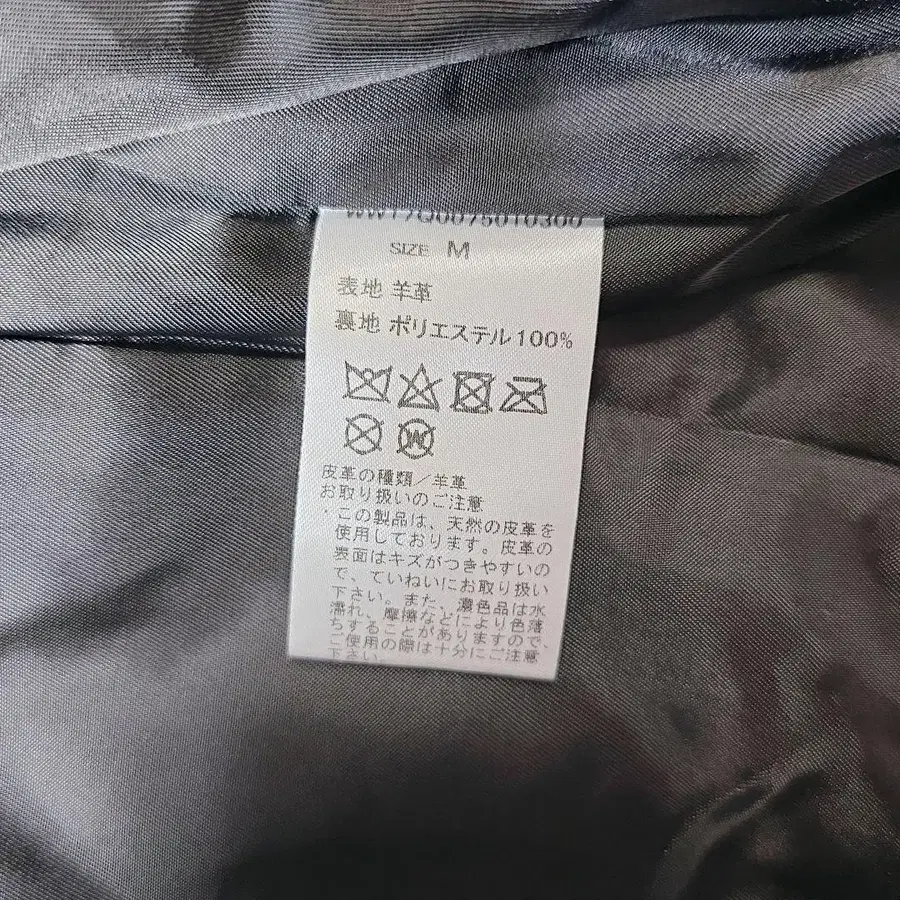 SIZE M
表地 羊革
裏地 ポリエステル100%
皮革の種類/羊革
お取り扱いのご注意
・この製品は、天然の皮革を
使用しております。皮革の
表面はキズがつきやすいの
で、ていねいにお取り扱い
下さい。また、濃色品は水
濡れ、摩擦などにより色落
ちすることがありますので、
ご使用の際は十分にご注意
下さい。